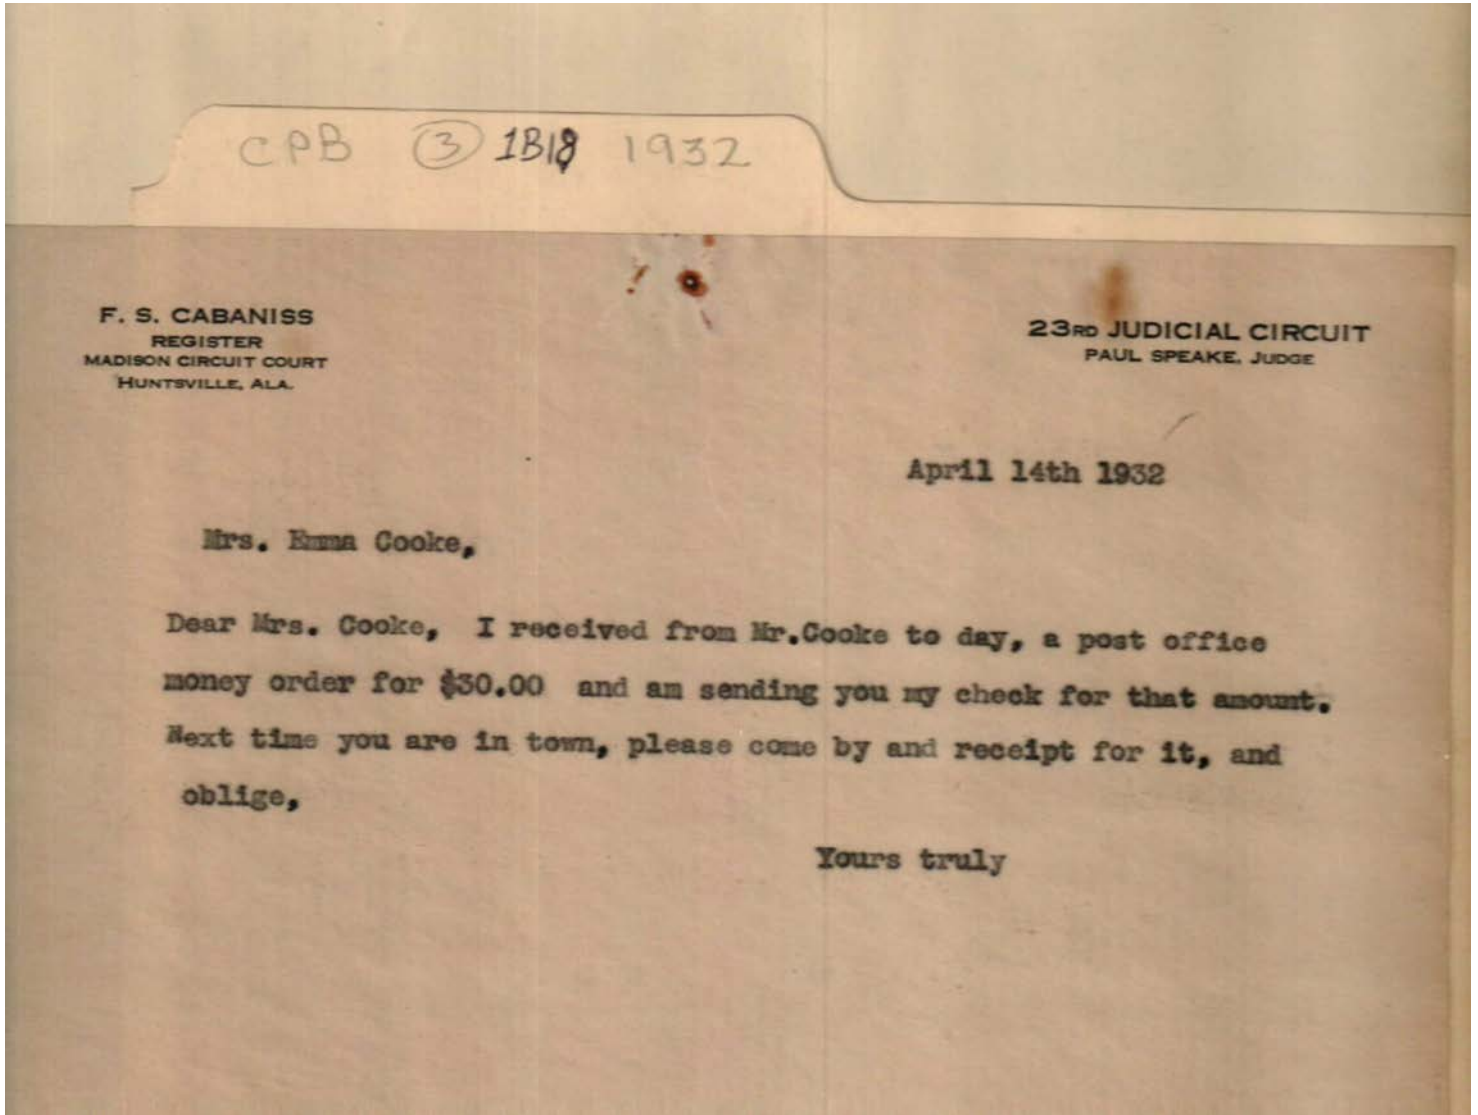 CPB 3 1B18 1932
F. S. CABANISS
REGISTER
MADISON CIRCUIT COURT
HUNTSVILLE, ALA.
23RD JUDICIAL CIRCUIT
PAUL SPEAKE, JUDGE
April 14th 1932
Mrs. Emma Cooke,
Dear Mrs. Cooke, I received from Mr.Cooke to day, a post office
money order for $30.00 and am sending you my check for that amount.
Next time you are in town, please come by and receipt for it, and
oblige,
Yours truly